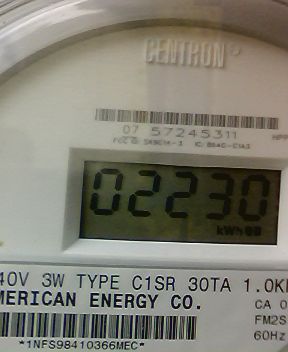 CENTRON®
07 57245311
02230
kWh
40V 3W TYPE C1SR 30TA 1.0K
MERICAN ENERGY CO.
CA 0
FM2S
60Hz
*1NFS98410366MEC*